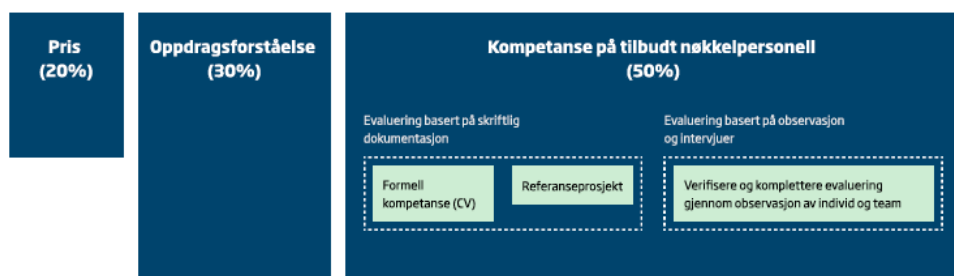 Pris
(20%)
Oppdragsforståelse
(30%)
Kompetanse på tilbudt nøkkelpersonell
(50%)
Evaluering basert på skriftlig
dokumentasjon
Formell
kompetanse (CV)
Referanseprosjekt
Evaluering basert på observasjon
og intervjuer
Verifisere og komplettere evaluering
gjennom observasjon av individ og team